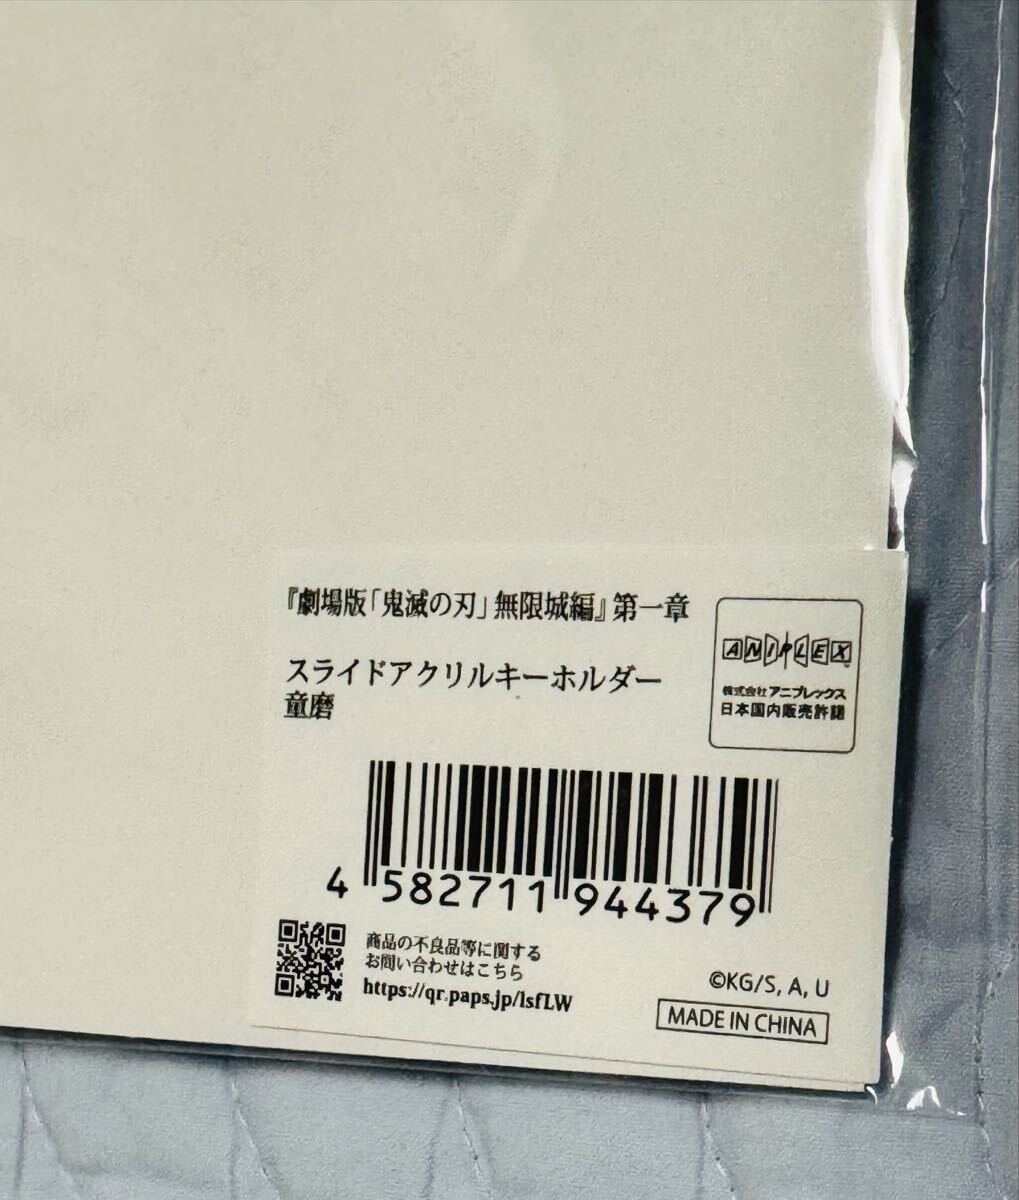 『劇場版「鬼滅の刃」無限城編』第一章
スライドアクリルキーホルダー
童磨
ANIPLEX
株式会社アニプレックス
日本国内販売許諾
4 582711 944379
商品の不良品等に関する
お問い合わせはこちら
https://qr.paps.jp/lsfLW
©KG/S, A, U
MADE IN CHINA